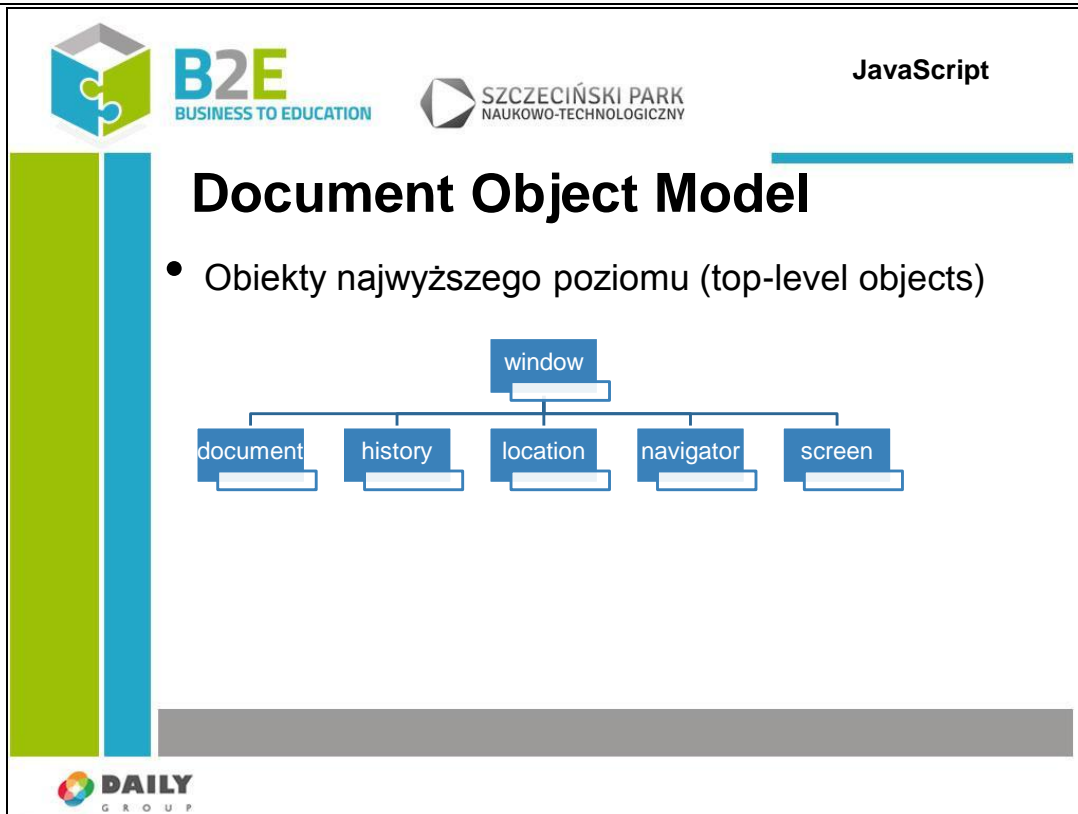 B2E
BUSINESS TO EDUCATION
SZCZECIŃSKI PARK
NAUKOWO-TECHNOLOGICZNY
JavaScript
Document Object Model
• Obiekty najwyższego poziomu (top-level objects)
window
document history location navigator screen
DAILY
GROUP